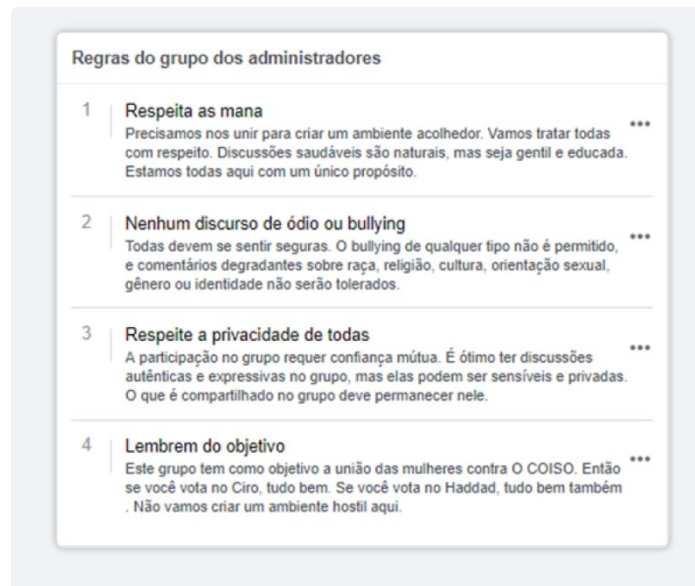 Regras do grupo dos administradores
1 Respeita as mana
Precisamos nos unir para criar um ambiente acolhedor. Vamos tratar todas
com respeito. Discussões saudáveis são naturais, mas seja gentil e educada.
Estamos todas aqui com um único propósito.
2 Nenhum discurso de ódio ou bullying
Todas devem se sentir seguras. O bullying de qualquer tipo não é permitido,
e comentários degradantes sobre raça, religião, cultura, orientação sexual,
gênero ou identidade não serão tolerados.
3 Respeite a privacidade de todas
A participação no grupo requer confiança mútua. É ótimo ter discussões
autênticas e expressivas no grupo, mas elas podem ser sensíveis e privadas.
O que é compartilhado no grupo deve permanecer nele.
4 Lembrem do objetivo
Este grupo tem como objetivo a união das mulheres contra O COISO. Então
se você vota no Ciro, tudo bem. Se você vota no Haddad, tudo bem também
. Não vamos criar um ambiente hostil aqui.